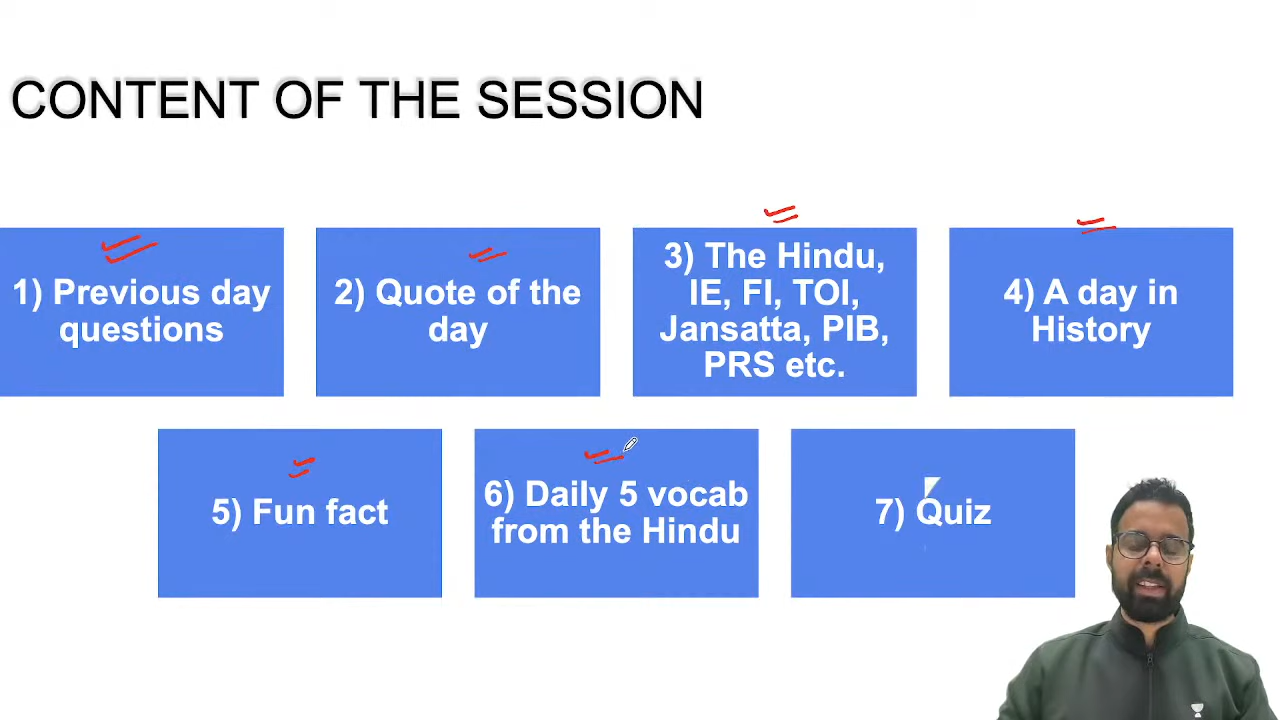 CONTENT OF THE SESSION
1) Previous day
questions
2) Quote of the
day
3) The Hindu,
IE, FI, TOI,
Jansatta, PIB,
PRS etc.
4) A day in
History
5) Fun fact
6) Daily 5 vocab
from the Hindu
7) Quiz